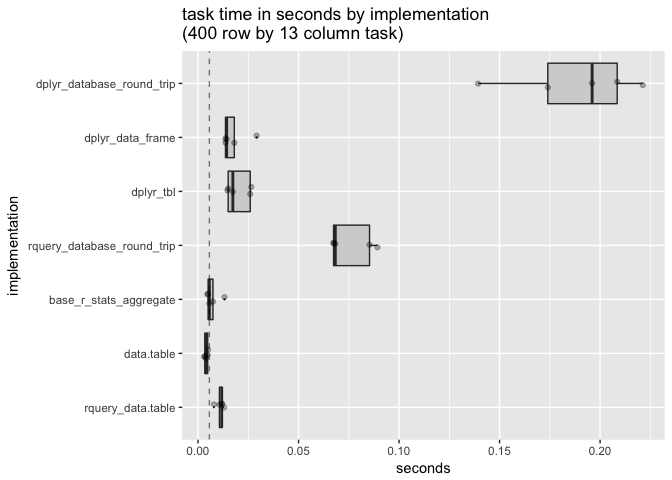 task time in seconds by implementation
(400 row by 13 column task)
implementation
dplyr_database_round_trip
dplyr_data_frame
dplyr_tbl
rquery_database_round_trip
base_r_stats_aggregate
data.table
rquery_data.table
0.00
0.05
0.10
0.15
0.20
seconds